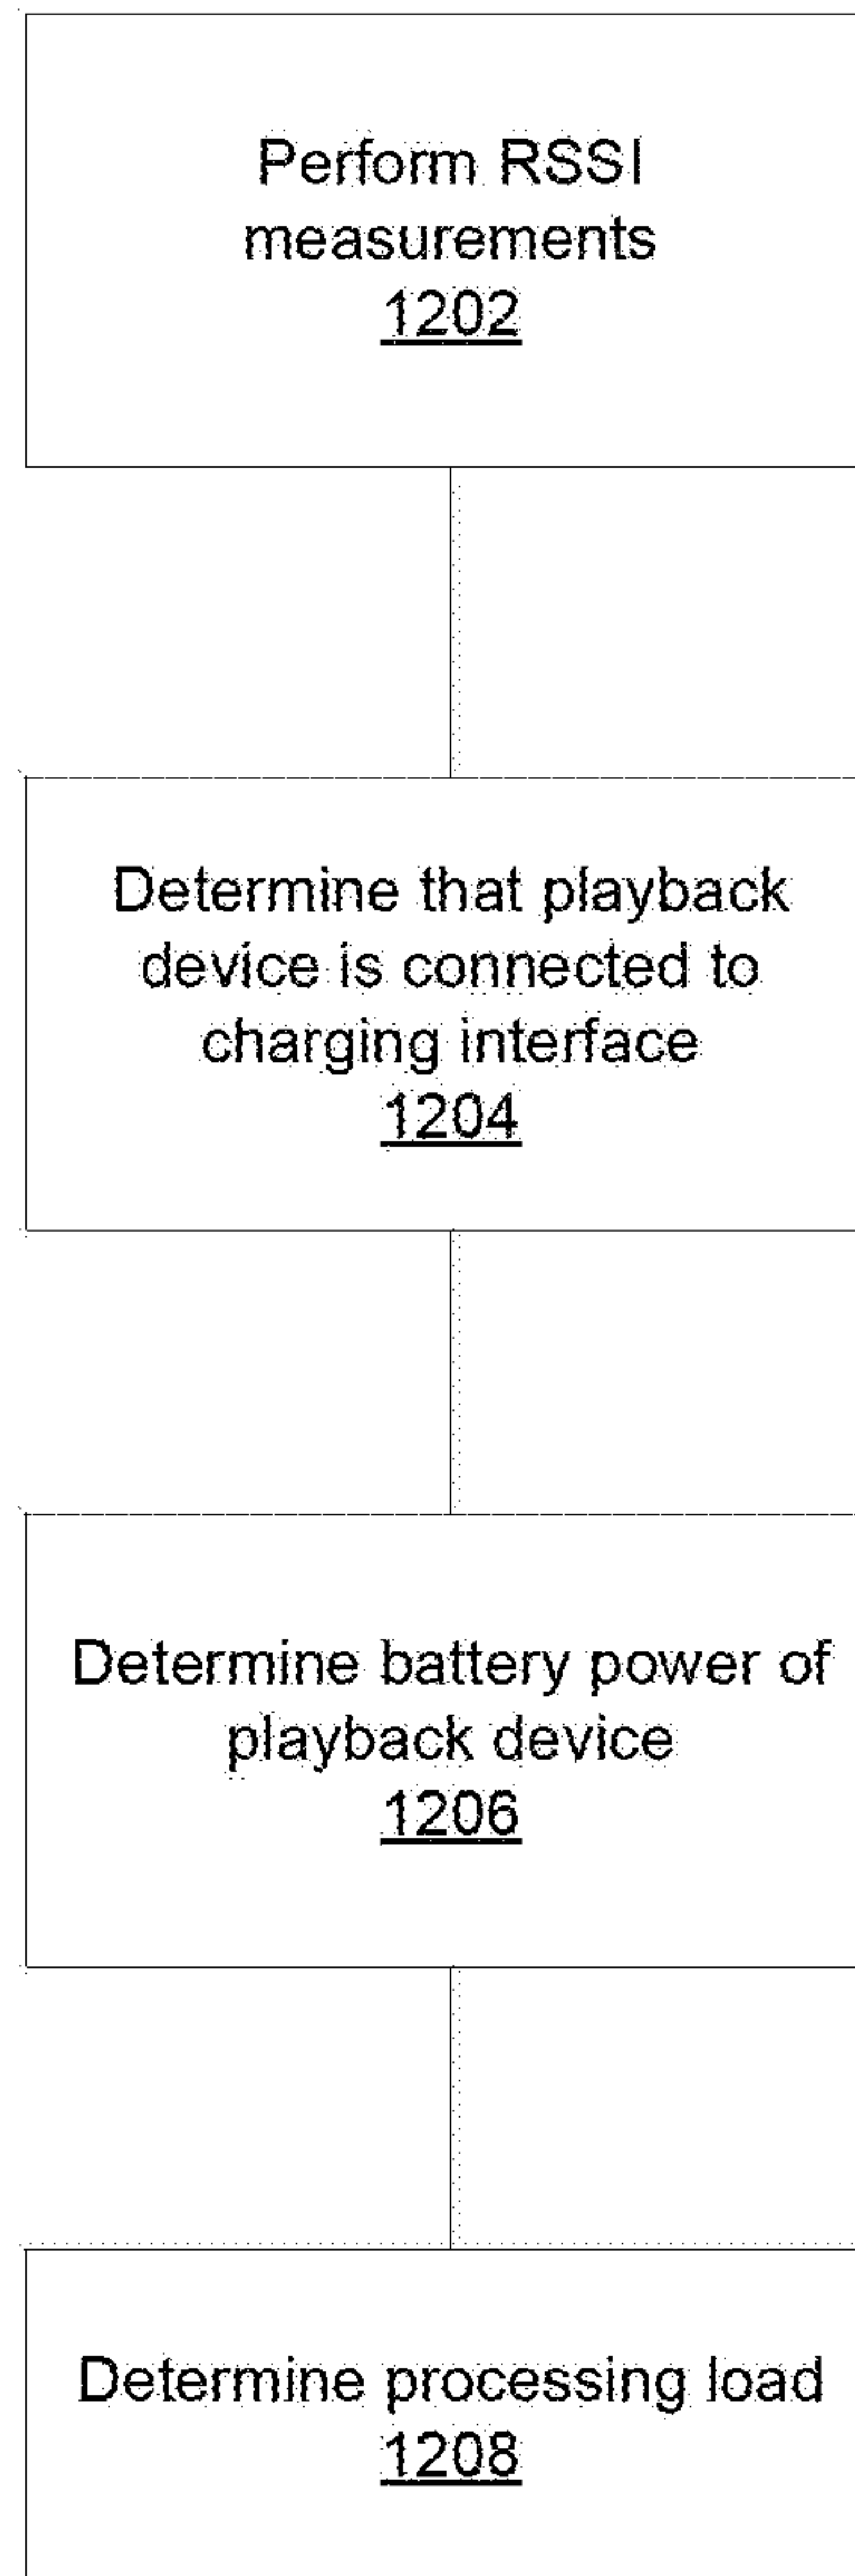 Perform RSSI
measurements
1202
Determine that playback
device is connected to
charging interface
1204
Determine battery power of
playback device
1206
Determine processing load
1208